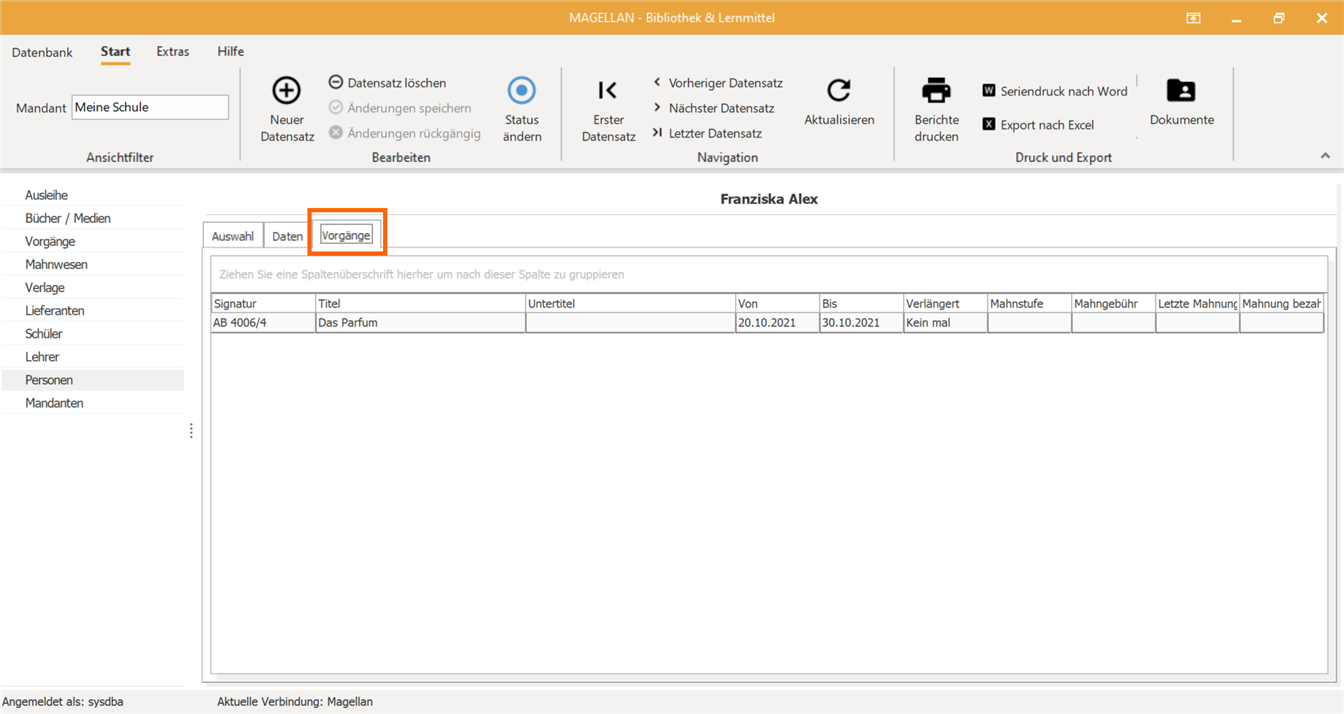 MAGELLAN - Bibliothek & Lernmittel
Datenbank Start Extras Hilfe
Mandant Meine Schule
Ansichtfilter
Neuer Datensatz
Datensatz löschen
Änderungen speichern
Änderungen rückgängig
Status ändern
Bearbeiten
Erster Datensatz
Vorheriger Datensatz
Nächster Datensatz
Letzter Datensatz
Aktualisieren
Navigation
Berichte drucken
W Seriendruck nach Word
X Export nach Excel
Druck und Export
Dokumente
Ausleihe
Bücher / Medien
Vorgänge
Mahnwesen
Verlage
Lieferanten
Schüler
Lehrer
Personen
Mandanten
Franziska Alex
Auswahl Daten Vorgänge
Ziehen Sie eine Spaltenüberschrift hierher um nach dieser Spalte zu gruppieren
Signatur Titel Untertitel Von Bis Verlängert Mahnstufe Mahngebühr Letzte Mahnung Mahnung bezah
AB 4006/4 Das Parfum 20.10.2021 30.10.2021 Kein mal
Angemeldet als: sysdba Aktuelle Verbindung: Magellan